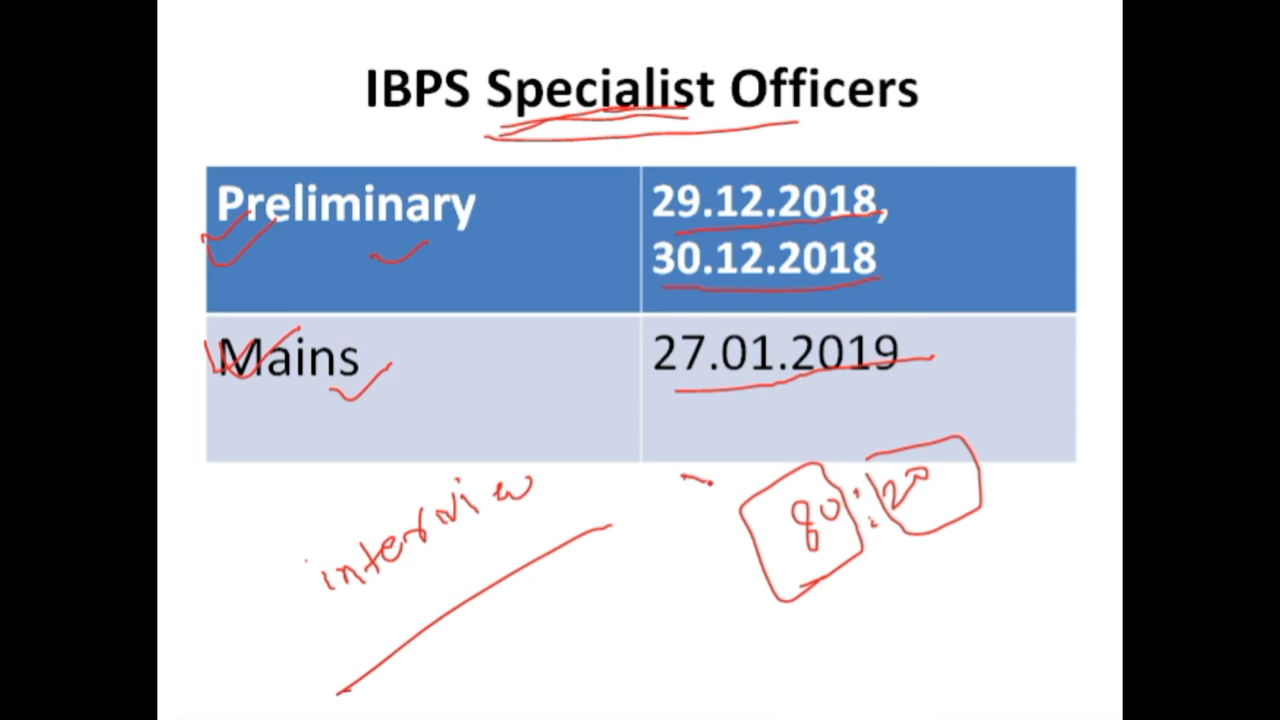 IBPS Specialist Officers
Preliminary 29.12.2018,
30.12.2018
Mains 27.01.2019
interview 80:20